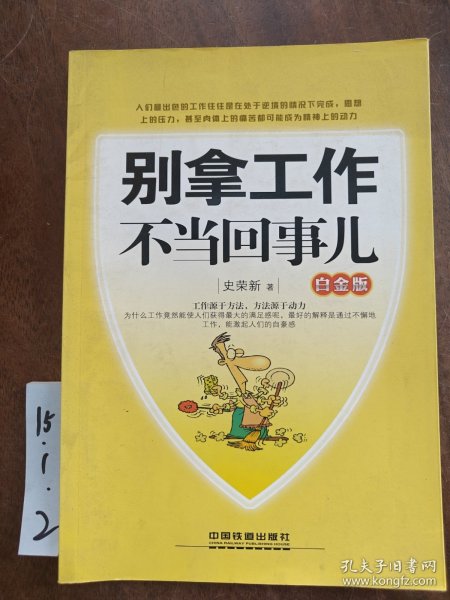 人们最出色的工作往往是在处于逆境的情况下完成，思想
上的压力，甚至肉体上的痛苦都可能成为精神上的动力
别拿工作
不当回事儿
白金版
史荣新 著
工作源于方法，方法源于动力
为什么工作竟然能使人们获得最大的满足感呢，最好的解释是通过不懈地
工作，能激起人们的自豪感
15.1.2
中国铁道出版社
CHINA RAILWAY PUBLISHING HOUSE
孔夫子旧书网
www.kongfz.com